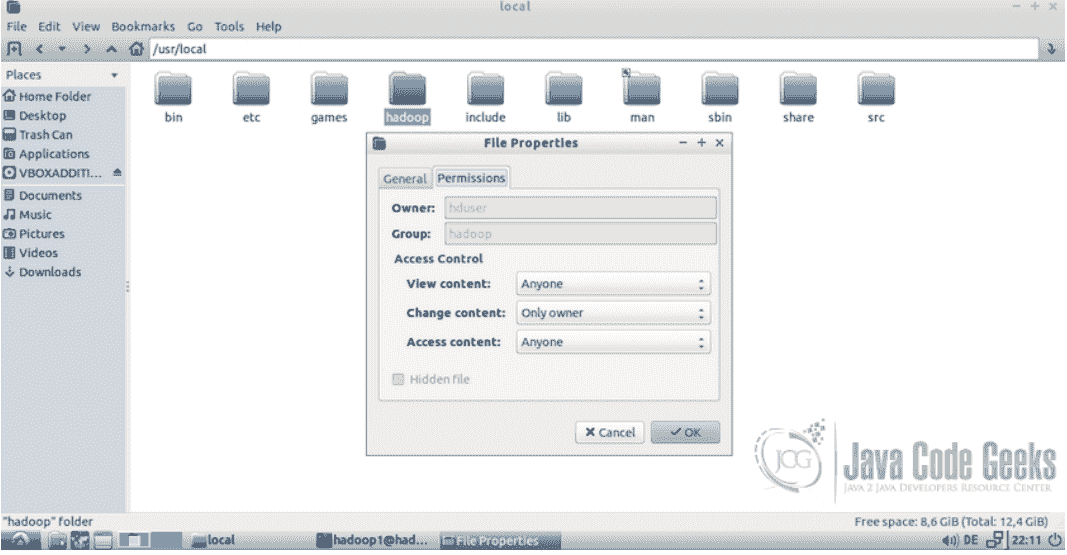 local
File Edit View Bookmarks Go Tools Help
/usr/local
Places
Home Folder
Desktop
Trash Can
Applications
VBOXADDITI...
Documents
Music
Pictures
Videos
Downloads
bin etc games hadoop include lib man sbin share src
File Properties
General Permissions
Owner: hduser
Group: hadoop
Access Control
View content: Anyone
Change content: Only owner
Access content: Anyone
Hidden file
Cancel OK
JCG
Java Code Geeks
JAVA 2 JAVA DEVELOPERS RESOURCE CENTER
"hadoop" folder Free space: 8,6 GiB (Total: 12,4 GiB)
local hadoop1@had... File Properties DE 22:11